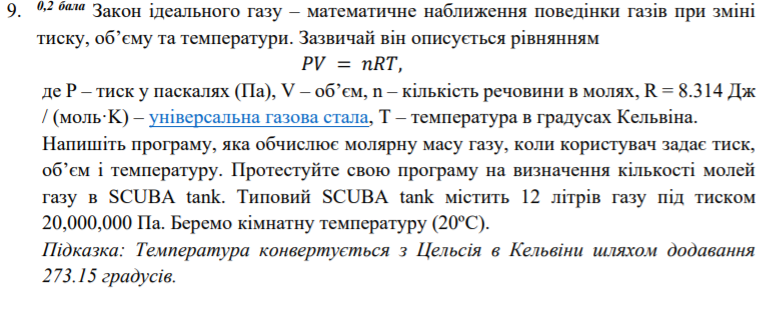 9. 0,2 бала Закон ідеального газу – математичне наближення поведінки газів при зміні
тиску, об’єму та температури. Зазвичай він описується рівнянням
PV = nRT,
де P – тиск у паскалях (Па), V – об’єм, n – кількість речовини в молях, R = 8.314 Дж
/ (моль·K) – універсальна газова стала, T – температура в градусах Кельвіна.
Напишіть програму, яка обчислює молярну масу газу, коли користувач задає тиск,
об’єм і температуру. Протестуйте свою програму на визначення кількості молей
газу в SCUBA tank. Типовий SCUBA tank містить 12 літрів газу під тиском
20,000,000 Па. Беремо кімнатну температуру (20ºC).
Підказка: Температура конвертується з Цельсія в Кельвіни шляхом додавання
273.15 градусів.